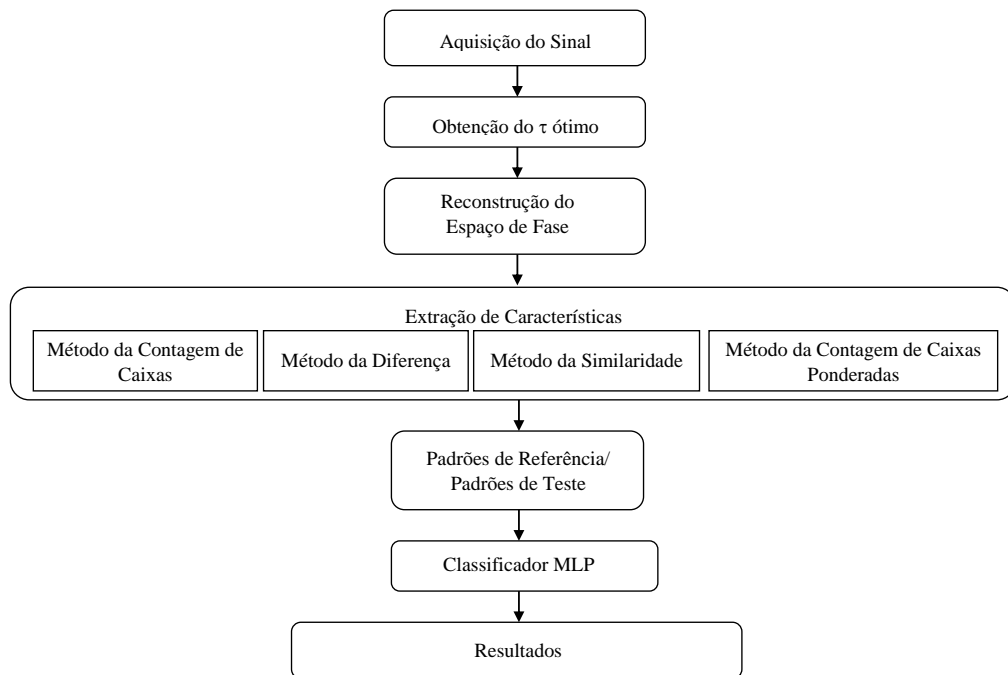 Aquisição do Sinal
Obtenção do τ ótimo
Reconstrução do
Espaço de Fase
Extração de Características
Método da Contagem de
Caixas
Método da Diferença
Método da Similaridade
Método da Contagem de Caixas
Ponderadas
Padrões de Referência/
Padrões de Teste
Classificador MLP
Resultados